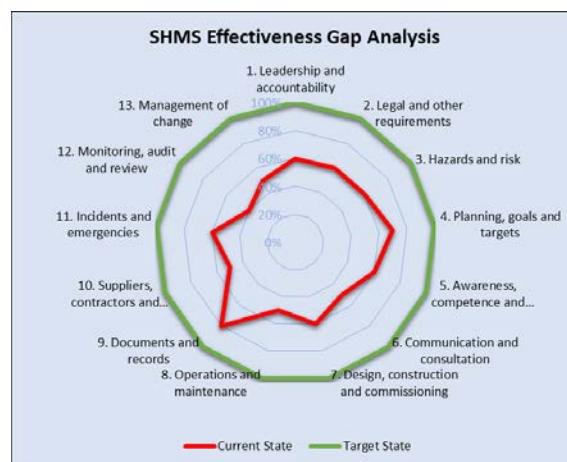 SHMS Effectiveness Gap Analysis
1. Leadership and
accountability
2. Legal and other
requirements
3. Hazards and risk
4. Planning, goals and
targets
5. Awareness,
competence and...
6. Communication and
consultation
7. Design, construction
and commissioning
8. Operations and
maintenance
9. Documents and
records
10. Suppliers,
contractors and...
11. Incidents and
emergencies
12. Monitoring, audit
and review
13. Management of
change
100%
80%
60%
40%
20%
0%
Current State
Target State